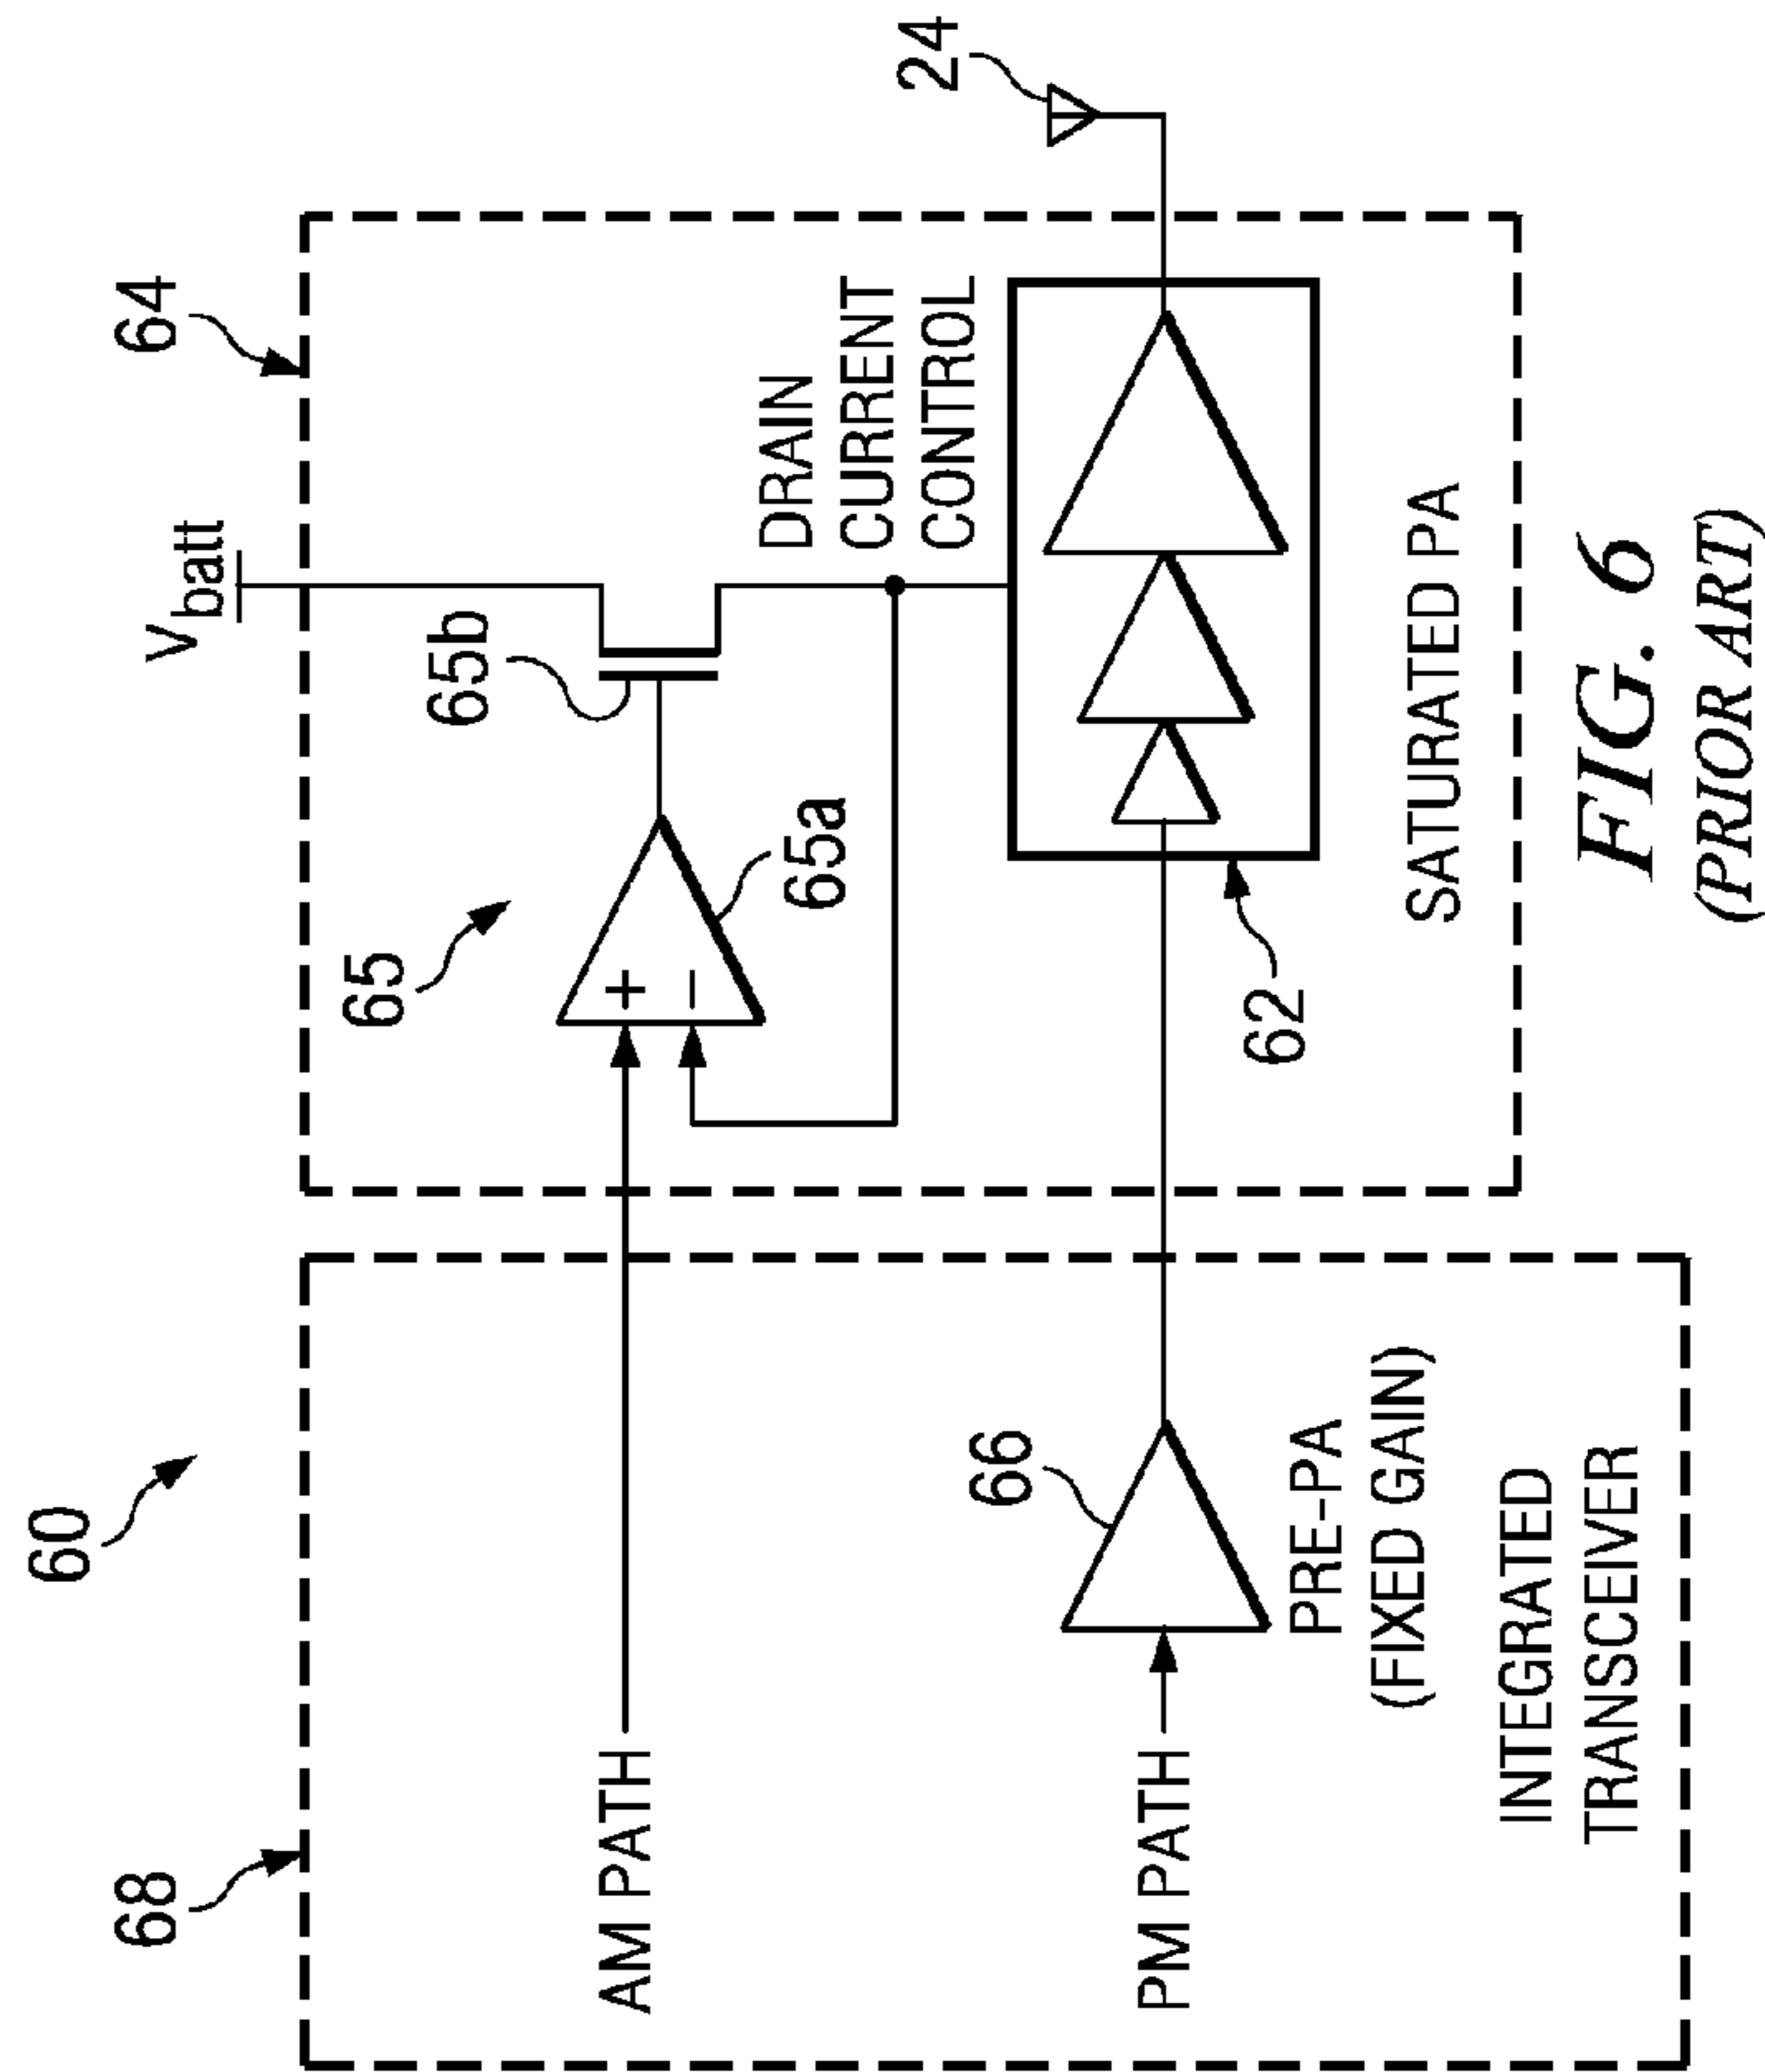 60
68
64
V batt
65
65b
65a
DRAIN
CURRENT
CONTROL
24
AM PATH
+
−
66
PM PATH
PRE-PA
(FIXED GAIN)
62
SATURATED PA
INTEGRATED
TRANSCEIVER
FIG. 6
(PRIOR ART)